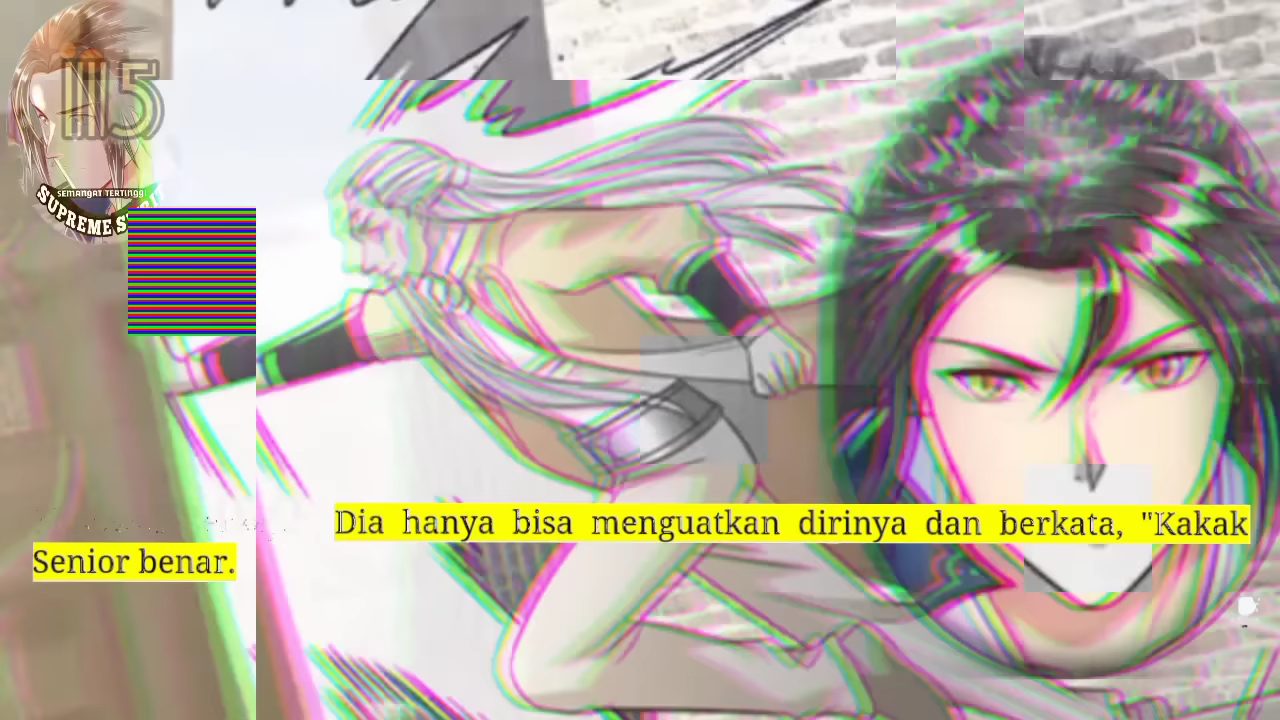 115
SEMANGAT TERTINGGI
SUPREME S
Dia hanya bisa menguatkan dirinya dan berkata, "Kakak
Senior benar.